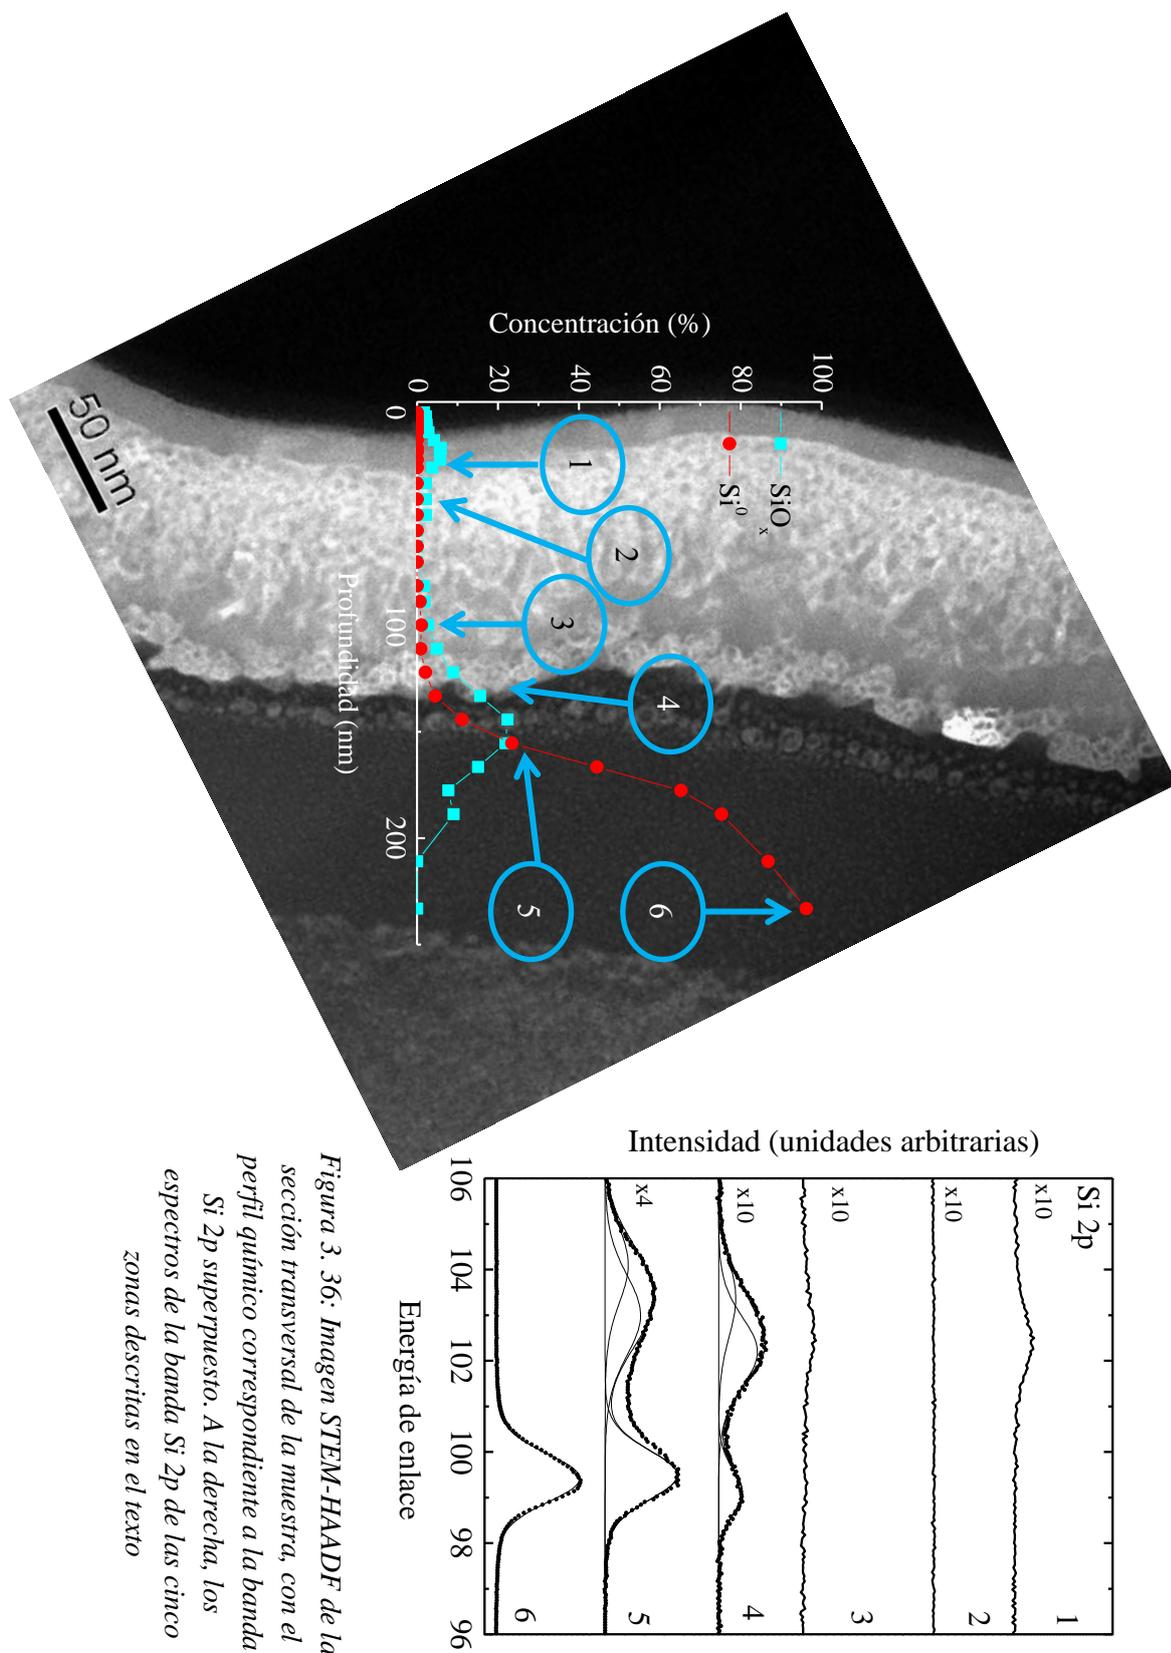 Concentración (%)
100
80
60
40
20
0
0
100
200
Profundidad (nm)
SiOx
Si0
1
2
3
4
5
6
50 nm
Intensidad (unidades arbitrarias)
Si 2p
x10
1
x10
2
x10
3
x10
4
x4
5
6
106
104
102
100
98
96
Energía de enlace
Figura 3. 36: Imagen STEM-HAADF de la
sección transversal de la muestra, con el
perfil químico correspondiente a la banda
Si 2p superpuesto. A la derecha, los
espectros de la banda Si 2p de las cinco
zonas descritas en el texto